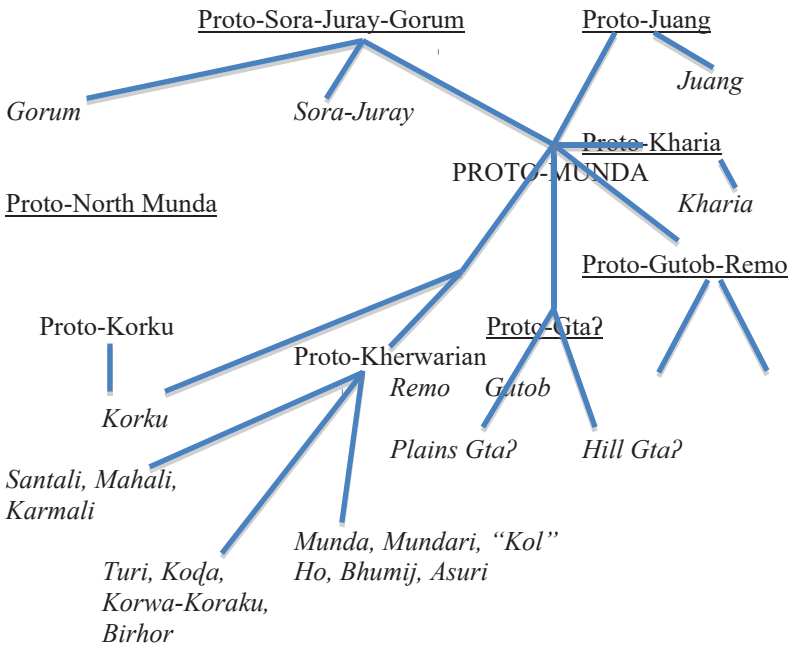 Proto-Sora-Juray-Gorum
Proto-Juang
Juang
Gorum
Sora-Juray
Proto-Kharia
PROTO-MUNDA
Kharia
Proto-North Munda
Proto-Gutob-Remo
Proto-Korku
Proto-Gtaʔ
Proto-Kherwarian
Remo
Gutob
Korku
Plains Gtaʔ
Hill Gtaʔ
Santali, Mahali,
Karmali
Munda, Mundari, “Kol”
Ho, Bhumij, Asuri
Turi, Koɖa,
Korwa-Koraku,
Birhor